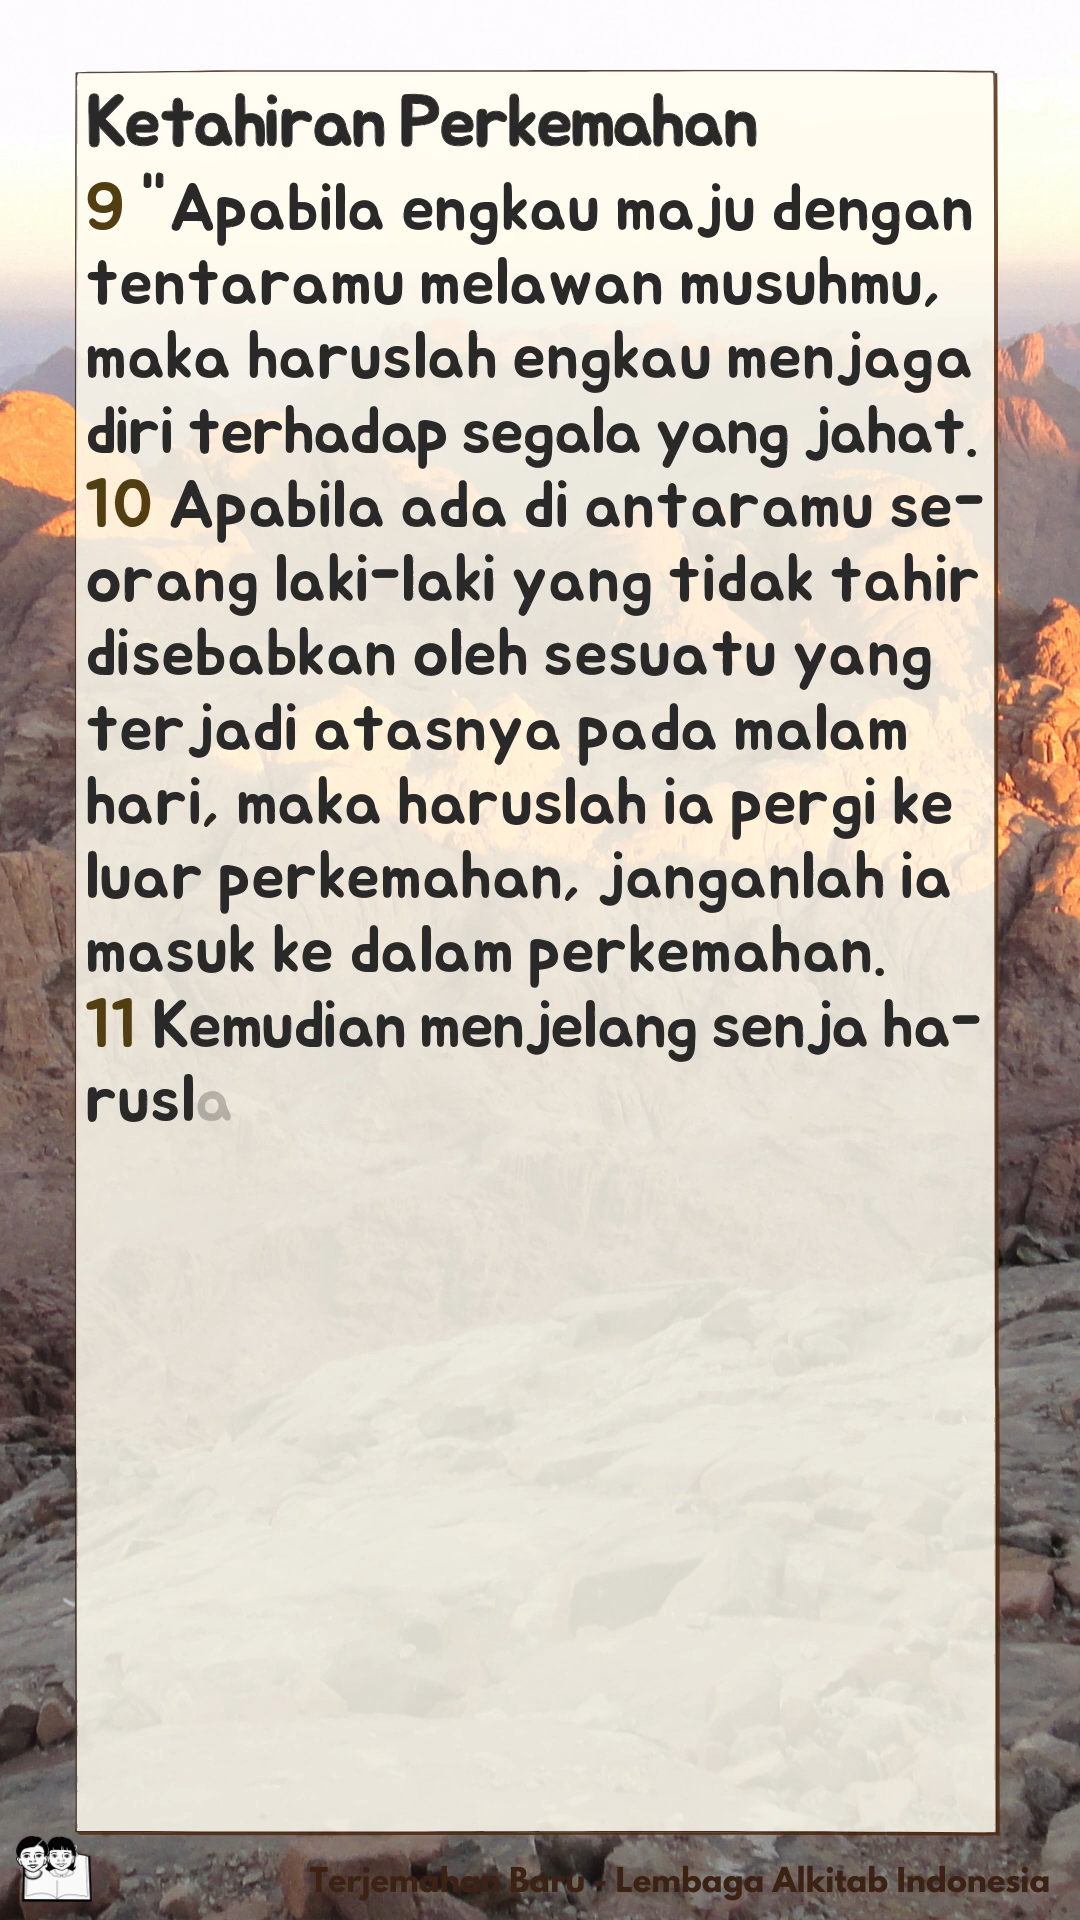 Ketahiran Perkemahan
9 "Apabila engkau maju dengan
tentaramu melawan musuhmu,
maka haruslah engkau menjaga
diri terhadap segala yang jahat.
10 Apabila ada di antaramu se-
orang laki-laki yang tidak tahir
disebabkan oleh sesuatu yang
terjadi atasnya pada malam
hari, maka haruslah ia pergi ke
luar perkemahan, janganlah ia
masuk ke dalam perkemahan.
11 Kemudian menjelang senja ha-
rusla
Terjemahan Baru - Lembaga Alkitab Indonesia